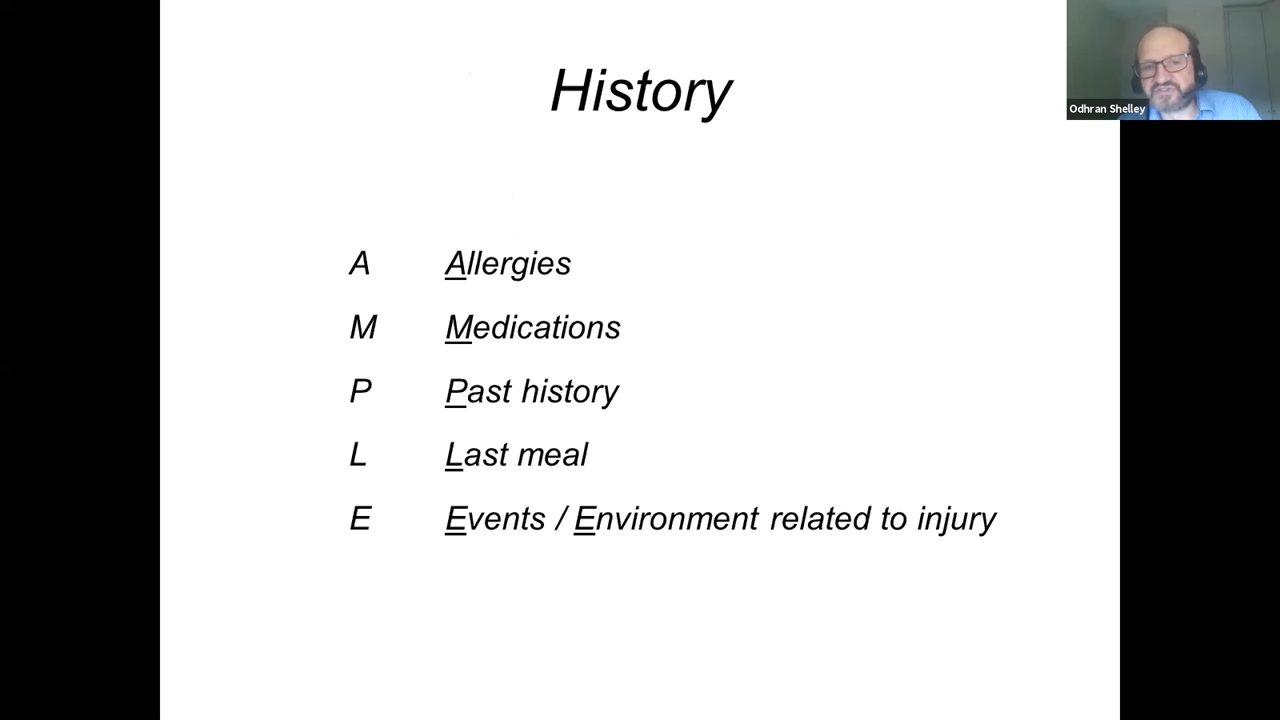 History
Odhran Shelley
A Allergies
M Medications
P Past history
L Last meal
E Events / Environment related to injury